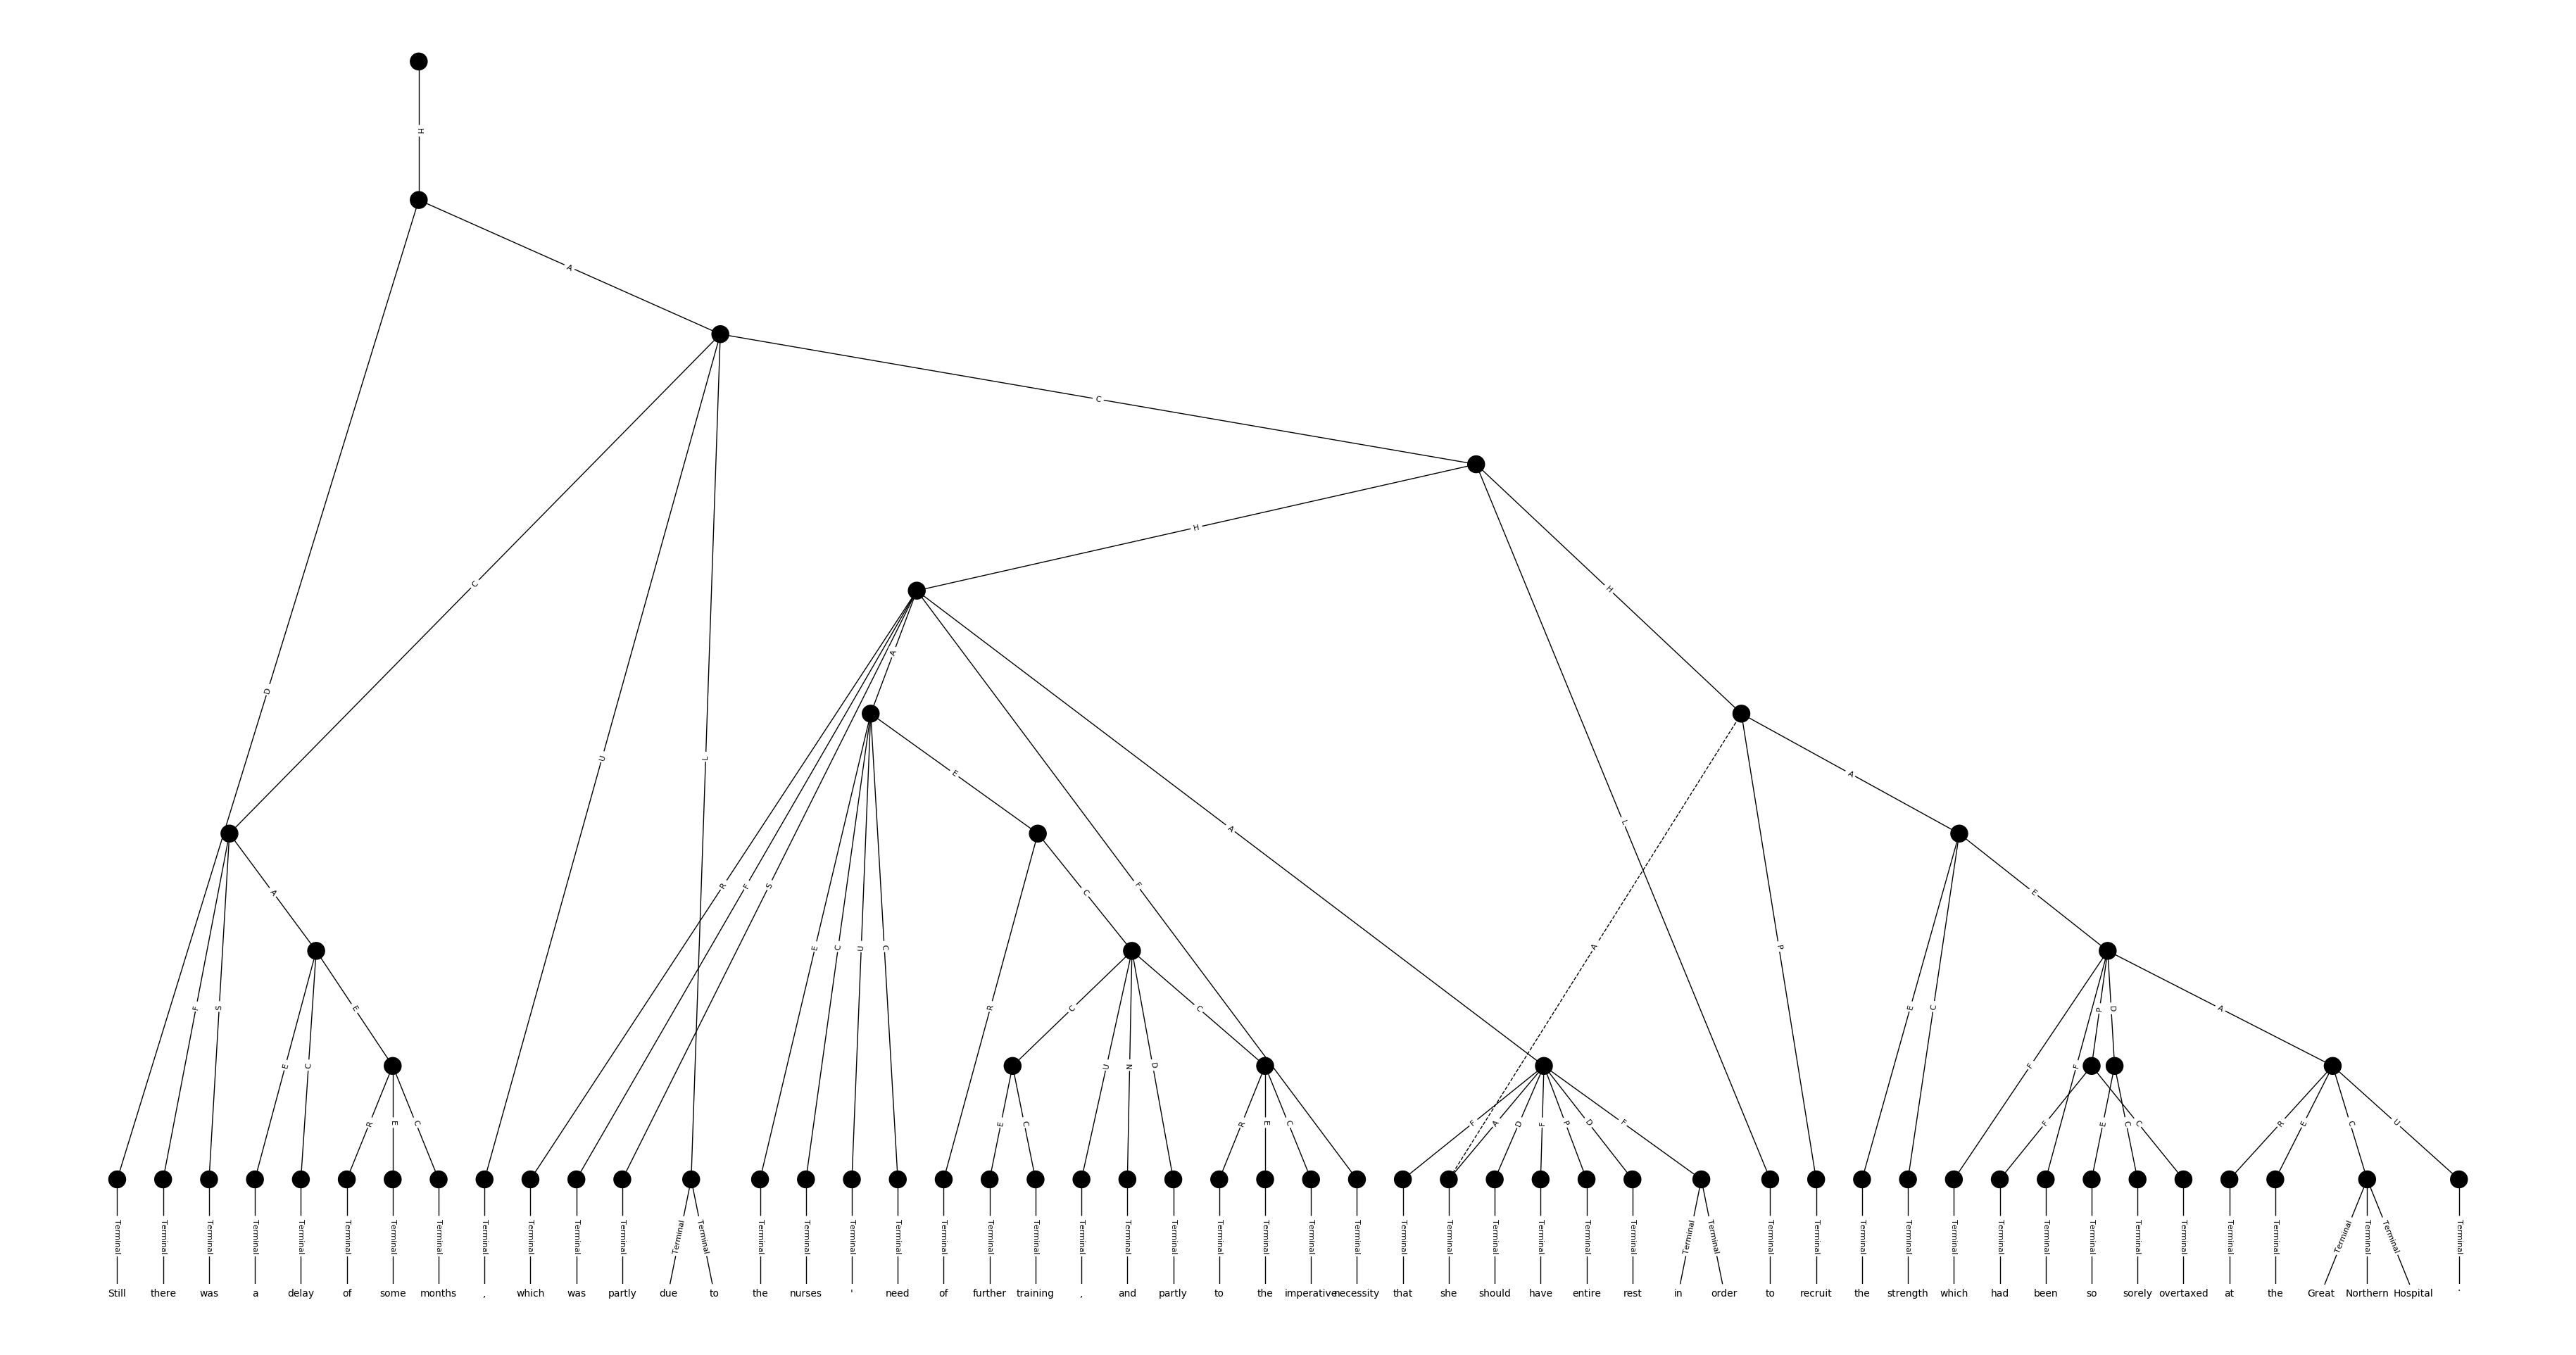 H
A
C
H
H
C
D
A
U
L
A
E
A
A
R
F
S
F
L
A
P
E
C
E
C
U
C
C
A
F
S
E
R
C
C
E
C
F
P
F
D
A
E
C
R
E
C
E
C
U
N
D
R
E
C
F
A
D
F
P
D
F
F
E
C
C
R
E
C
U
Terminal Terminal Terminal Terminal Terminal Terminal Terminal Terminal Terminal Terminal Terminal Terminal Terminal Terminal Terminal Terminal Terminal Terminal Terminal Terminal Terminal Terminal Terminal Terminal Terminal Terminal Terminal Terminal Terminal Terminal Terminal Terminal Terminal Terminal Terminal Terminal Terminal Terminal Terminal Terminal Terminal Terminal Terminal Terminal Terminal Terminal Terminal Terminal Terminal Terminal Terminal Terminal
Still there was a delay of some months , which was partly due to the nurses ' need of further training , and partly to the imperative necessity that she should have entire rest in order to recruit the strength which had been so sorely overtaxed at the Great Northern Hospital .